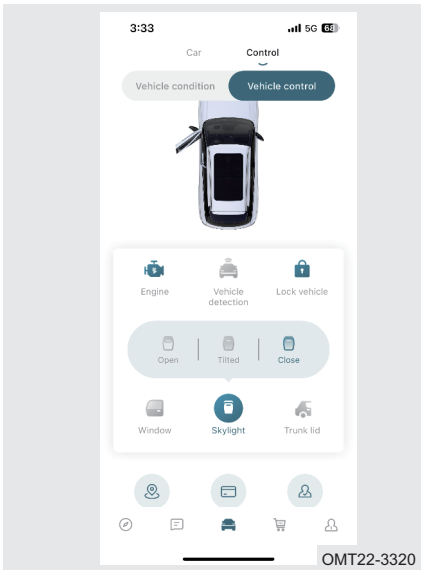 3:33 5G 68
Car Control
Vehicle condition Vehicle control
Engine Vehicle detection Lock vehicle
Open Tilted Close
Window Skylight Trunk lid
OMT22-3320